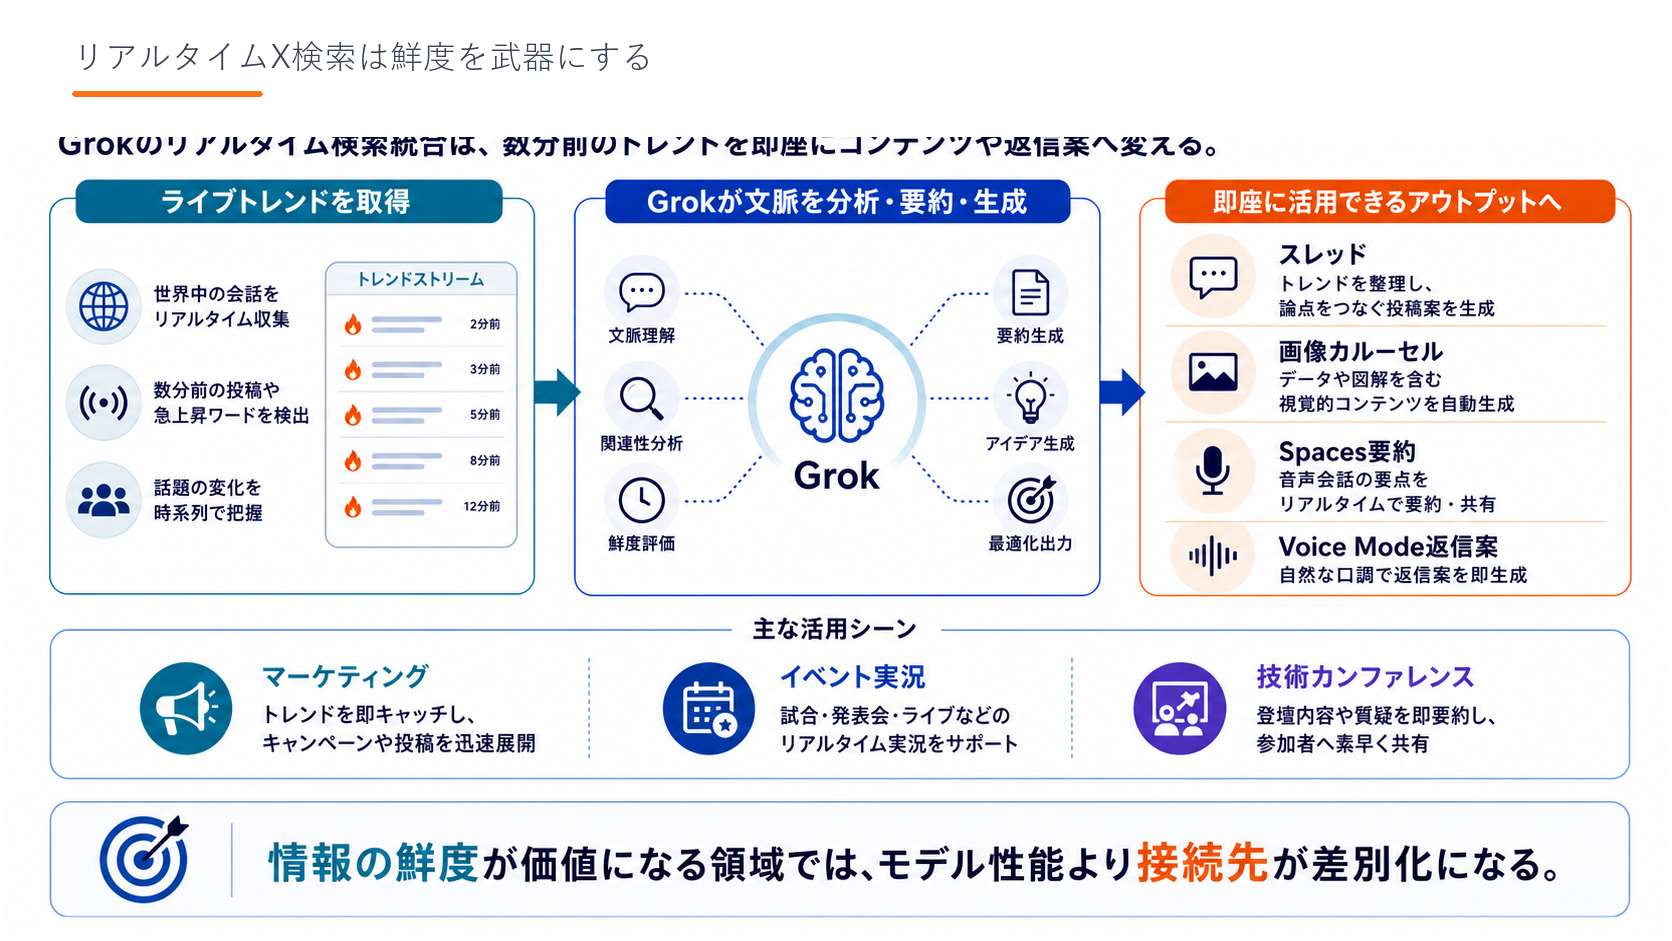 リアルタイムX検索は鮮度を武器にする
Grokのリアルタイム検索統合は、数分前のトレンドを即座にコンテンツや返信案へ変える。
ライブトレンドを取得
世界中の会話を
リアルタイム収集
数分前の投稿や
急上昇ワードを検出
話題の変化を
時系列で把握
トレンドストリーム
2分前
3分前
5分前
8分前
12分前
Grokが文脈を分析・要約・生成
文脈理解
関連性分析
鮮度評価
Grok
要約生成
アイデア生成
最適化出力
即座に活用できるアウトプットへ
スレッド
トレンドを整理し、
論点をつなぐ投稿案を生成
画像カルーセル
データや図解を含む
視覚的コンテンツを自動生成
Spaces要約
音声会話の要点を
リアルタイムで要約・共有
Voice Mode返信案
自然な口調で返信案を即生成
主な活用シーン
マーケティング
トレンドを即キャッチし、
キャンペーンや投稿を迅速展開
イベント実況
試合・発表会・ライブなどの
リアルタイム実況をサポート
技術カンファレンス
登壇内容や質疑を即要約し、
参加者へ素早く共有
情報の鮮度が価値になる領域では、モデル性能より接続先が差別化になる。